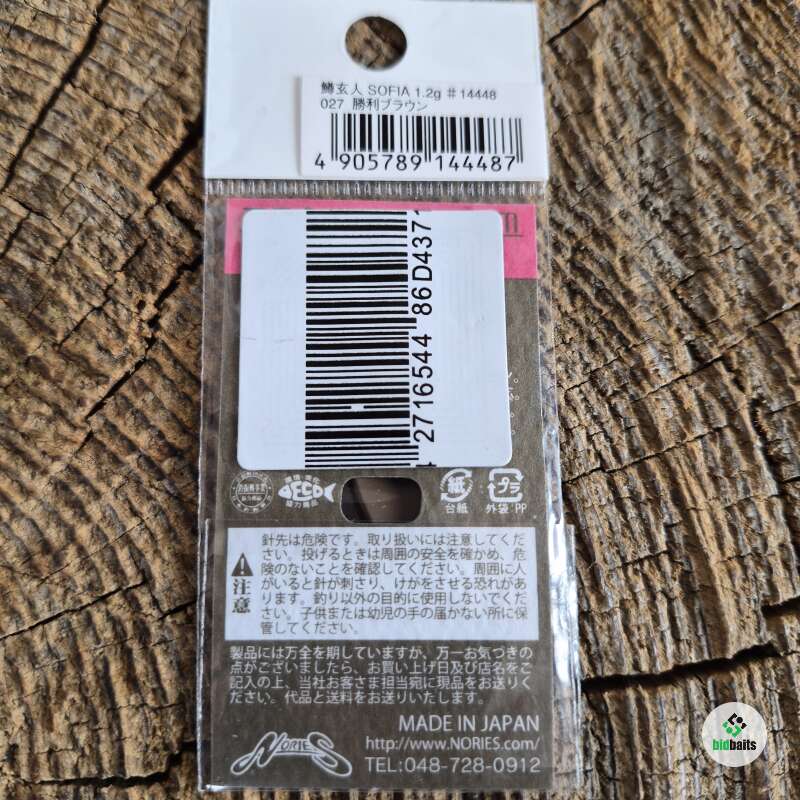 鱒玄人 SOFIA 1.2g #14448
027 勝利ブラウン
4 905789 144487
2716544 86D4371
ECO
紙
プラ
台紙
外袋:PP
注意
針先は危険です。取り扱いには注意してくだ
さい。投げるときは周囲の安全を確かめ、危
険のないことを確認してください。周囲に人
がいると針が刺さり、けがをさせる恐れがあ
ります。釣り以外の目的に使用しないでくだ
さい。子供または幼児の手の届かない所に保
管してください。
製品には万全を期していますが、万一お気づきの
点がございましたら、お買い上げ日及び店名をご
記入の上、当社お客さま担当宛に現品をお送りく
ださい。代品と送料をお送りいたします。
MADE IN JAPAN
NORIES
http://www.NORIES.com/
TEL:048-728-0912
bidbaits